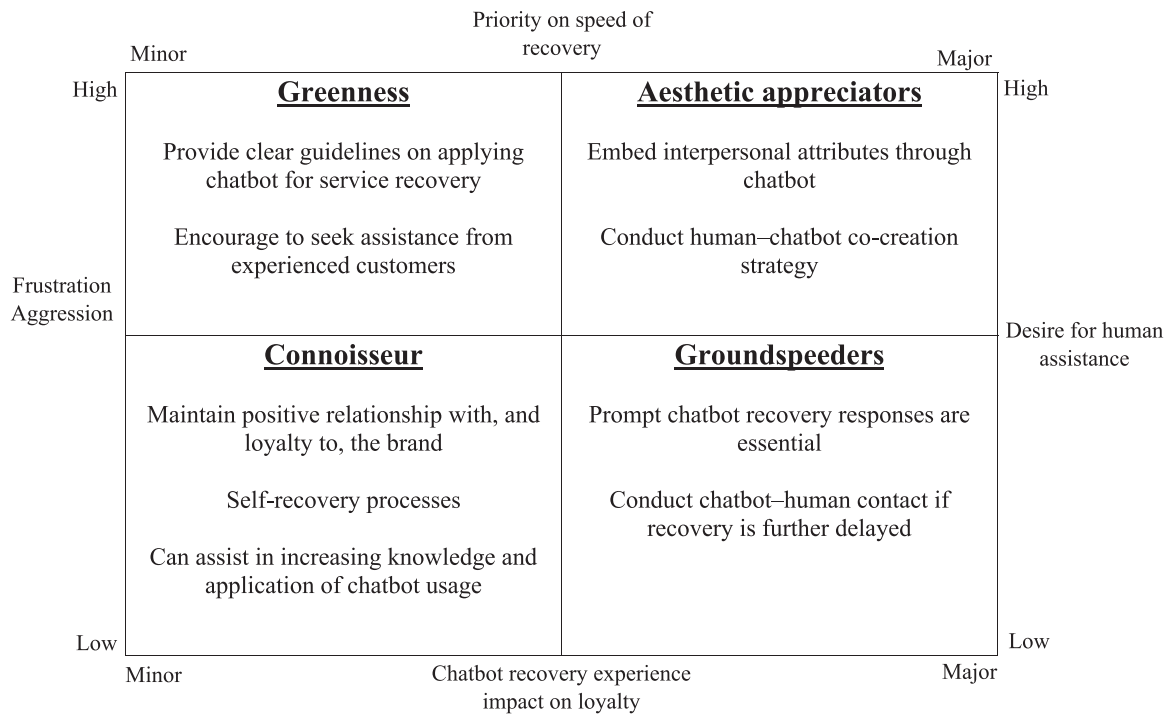 Priority on speed of
recovery
Minor
Major
High
High
Greenness
Provide clear guidelines on applying
chatbot for service recovery
Encourage to seek assistance from
experienced customers
Aesthetic appreciators
Embed interpersonal attributes through
chatbot
Conduct human–chatbot co-creation
strategy
Frustration
Aggression
Desire for human
assistance
Connoisseur
Maintain positive relationship with, and
loyalty to, the brand
Self-recovery processes
Can assist in increasing knowledge and
application of chatbot usage
Groundspeeders
Prompt chatbot recovery responses are
essential
Conduct chatbot–human contact if
recovery is further delayed
Low
Low
Minor
Chatbot recovery experience
impact on loyalty
Major